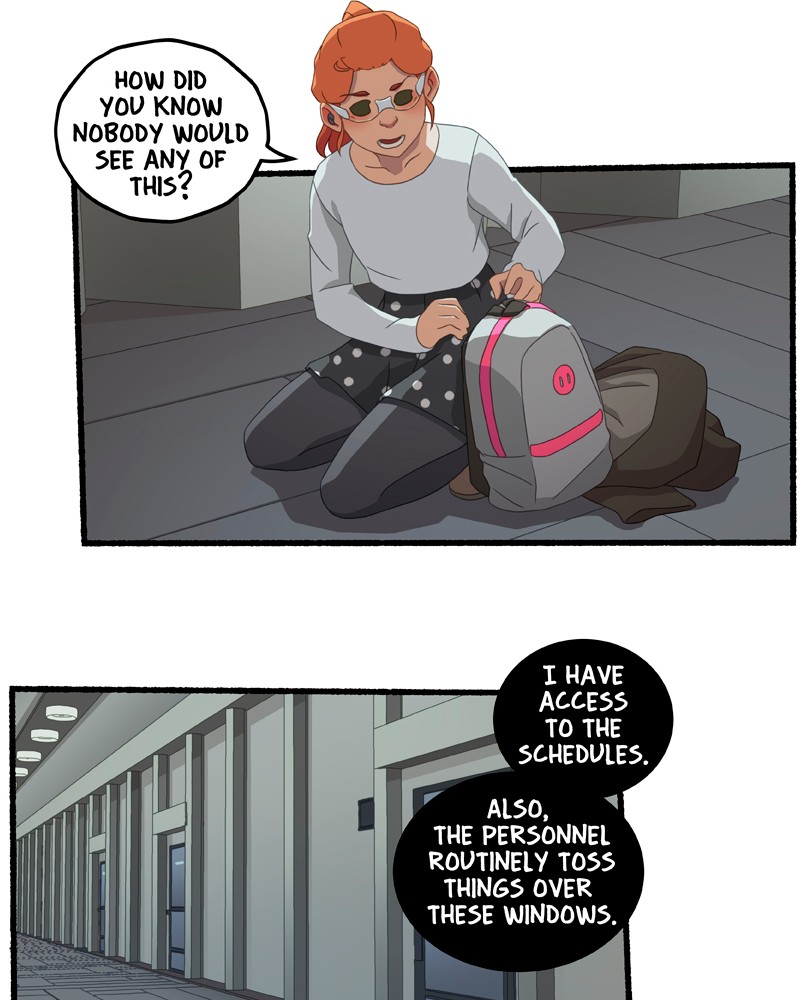 HOW DID
YOU KNOW
NOBODY WOULD
SEE ANY OF
THIS?
I HAVE
ACCESS
TO THE
SCHEDULES.
ALSO,
THE PERSONNEL
ROUTINELY TOSS
THINGS OVER
THESE WINDOWS.